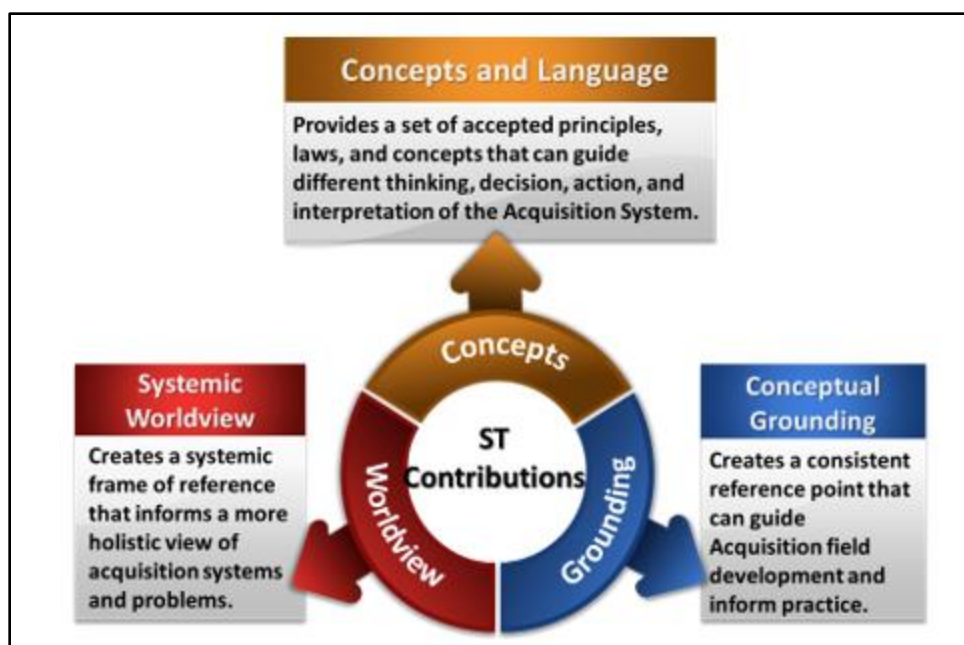 Concepts and Language
Provides a set of accepted principles,
laws, and concepts that can guide
different thinking, decision, action, and
interpretation of the Acquisition System.
Concepts
Systemic
Worldview
Creates a systemic
frame of reference
that informs a more
holistic view of
acquisition systems
and problems.
Worldview
ST
Contributions
Grounding
Conceptual
Grounding
Creates a consistent
reference point that
can guide
Acquisition field
development and
inform practice.